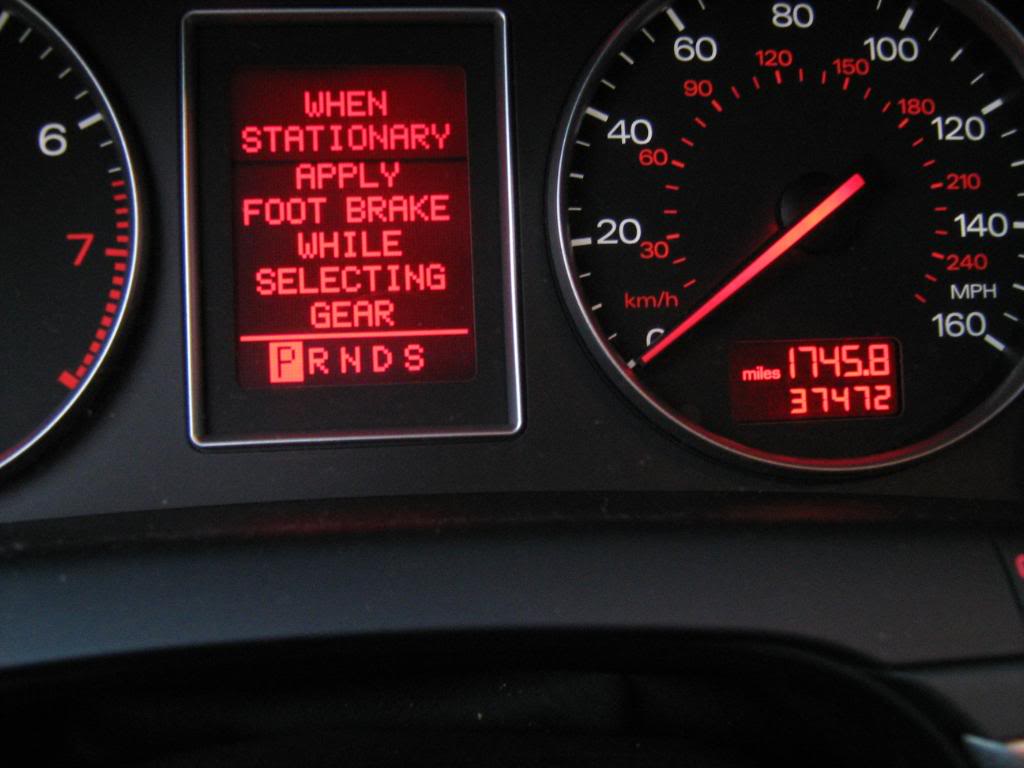 6
7
WHEN
STATIONARY
APPLY
FOOT BRAKE
WHILE
SELECTING
GEAR
P R N D S
80
60
100
120
90
150
40
180
120
60
210
20
140
30
240
km/h
MPH
0
160
miles 1745.8
37472